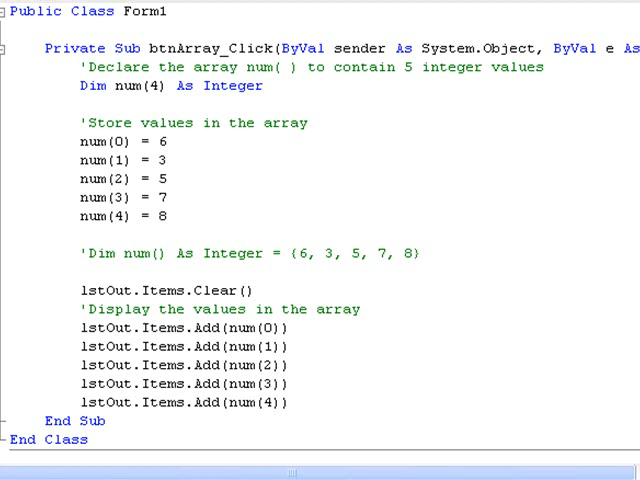 Public Class Form1
Private Sub btnArray_Click(ByVal sender As System.Object, ByVal e As
'Declare the array num( ) to contain 5 integer values
Dim num(4) As Integer
'Store values in the array
num(0) = 6
num(1) = 3
num(2) = 5
num(3) = 7
num(4) = 8
'Dim num() As Integer = {6, 3, 5, 7, 8}
lstOut.Items.Clear()
'Display the values in the array
lstOut.Items.Add(num(0))
lstOut.Items.Add(num(1))
lstOut.Items.Add(num(2))
lstOut.Items.Add(num(3))
lstOut.Items.Add(num(4))
End Sub
End Class